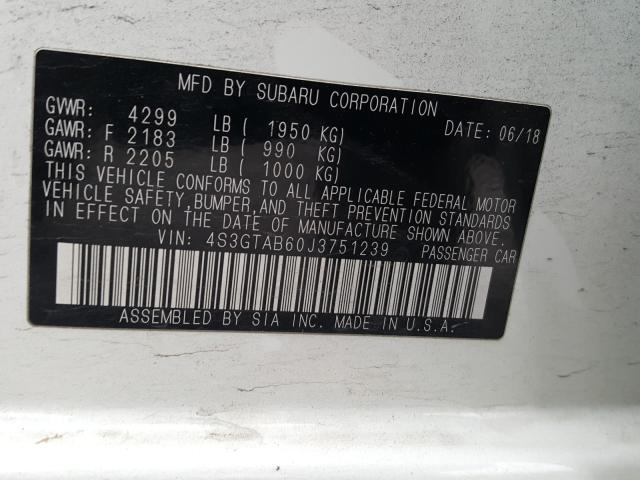 MFD BY SUBARU CORPORATION
GVWR: 4299 LB ( 1950 KG) DATE: 06/18
GAWR: F 2183 LB ( 990 KG)
GAWR: R 2205 LB ( 1000 KG)
THIS VEHICLE CONFORMS TO ALL APPLICABLE FEDERAL MOTOR
VEHICLE SAFETY, BUMPER, AND THEFT PREVENTION STANDARDS
IN EFFECT ON THE DATE OF MANUFACTURE SHOWN ABOVE.
VIN: 4S3GTAB60J3751239 PASSENGER CAR
ASSEMBLED BY SIA INC. MADE IN U.S.A.